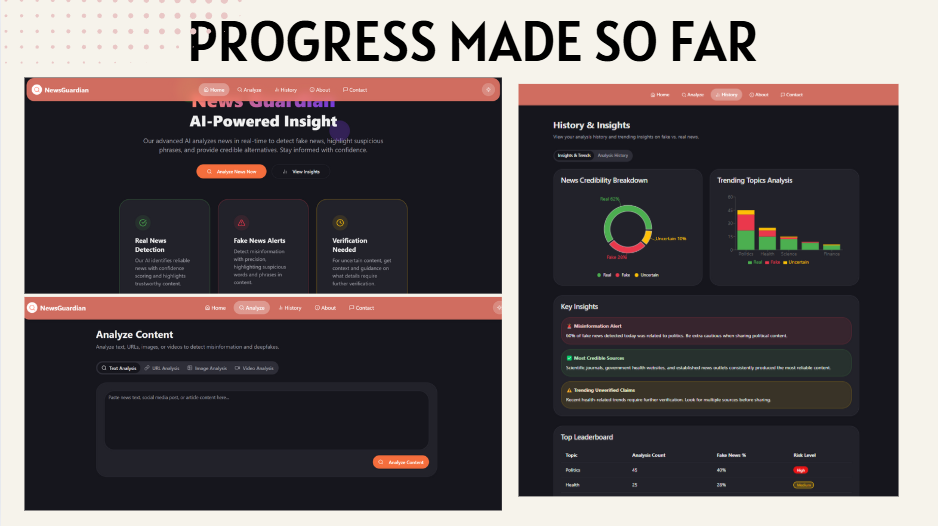 PROGRESS MADE SO FAR
NewsGuardian
Home
Analyze
History
About
Contact
News Guardian
AI-Powered Insight
Our advanced AI analyzes news in real-time to detect fake news, highlight suspicious
phrases, and provide credible alternatives. Stay informed with confidence.
Analyze News Now
View Insights
Real News
Detection
Our AI identifies reliable
news with confidence
scoring and highlights
trustworthy content.
Fake News Alerts
Detect misinformation
with precision,
highlighting suspicious
words and phrases in
content.
Verification
Needed
For uncertain content, get
context and guidance on
what details require
further verification.
NewsGuardian
Home
Analyze
History
About
Contact
Analyze Content
Analyze text, URLs, images, or videos to detect misinformation and deepfakes.
Text Analysis
URL Analysis
Image Analysis
Video Analysis
Paste news text, social media post, or article content here...
Analyze Content
Home
Analyze
History
About
Contact
History & Insights
View your analysis history and trending insights on fake vs. real news.
Insights & Trends
Analysis History
News Credibility Breakdown
Real
Uncertain 10%
Fake
Real
Fake
Uncertain
Trending Topics Analysis
Politics
Health
Science
Finance
Real
Fake
Uncertain
Key Insights
Misinformation Alert
60% of fake news detected today was related to politics. Be extra cautious when sharing political content.
Most Credible Sources
Scientific journals, government health websites, and established news outlets consistently produced the most reliable content.
Trending Unverified Claims
Recent health-related trends require further verification. Look for multiple sources before sharing.
Top Leaderboard
Topic
Analysis Count
Fake News %
Risk Level
Politics
45
40%
High
Health
25
28%
Medium